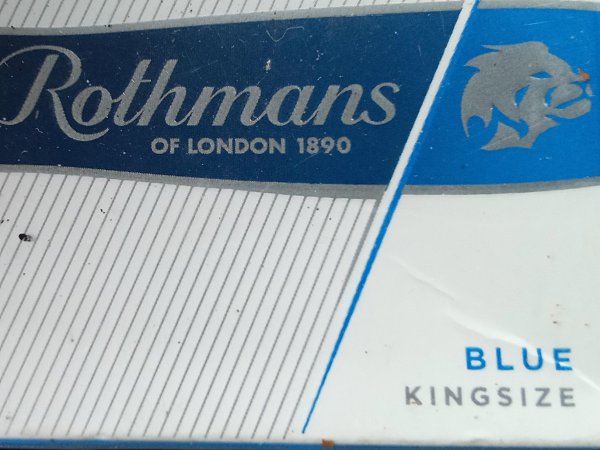 Rothmans
OF LONDON 1890
BLUE
KINGSIZE